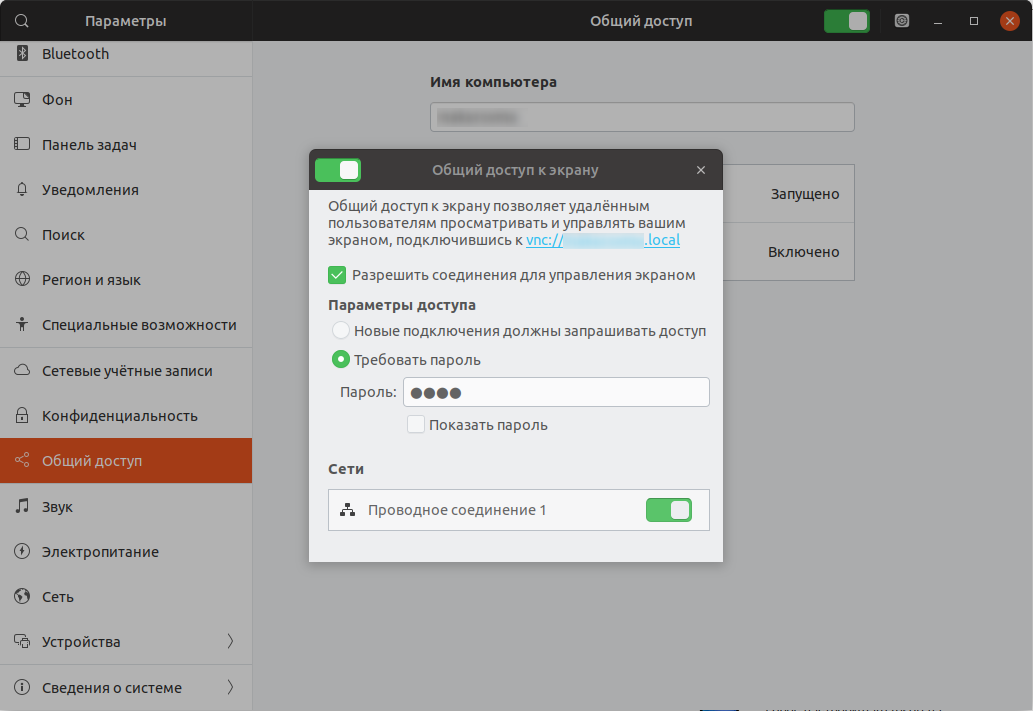 Параметры
Общий доступ
Bluetooth
Фон
Панель задач
Уведомления
Поиск
Регион и язык
Специальные возможности
Сетевые учётные записи
Конфиденциальность
Общий доступ
Звук
Электропитание
Сеть
Устройства
Сведения о системе
Имя компьютера
Запущено
Включено
Общий доступ к экрану
Общий доступ к экрану позволяет удалённым
пользователям просматривать и управлять вашим
экраном, подключившись к vnc:// .local
Разрешить соединения для управления экраном
Параметры доступа
Новые подключения должны запрашивать доступ
Требовать пароль
Пароль: ●●●●
Показать пароль
Сети
Проводное соединение 1